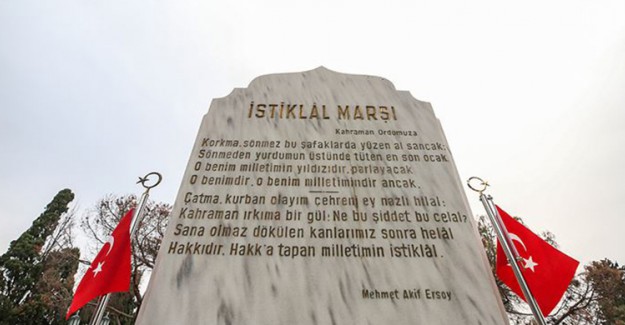 İSTİKLÂL MARŞI
Kahraman Ordumuza
Korkma, sönmez bu şafaklarda yüzen al sancak;
Sönmeden yurdumun üstünde tüten en son ocak.
O benim milletimin yıldızıdır, parlayacak.
O benimdir, o benim milletimindir ancak.
Çatma, kurban olayım çehreni ey nazlı hilal;
Kahraman ırkıma bir gül: Ne bu şiddet, bu celal?
Sana olmaz dökülen kanlarımız sonra helâl
Hakkıdır, Hakk'a tapan milletimin istiklâl.
Mehmet Akif Ersoy